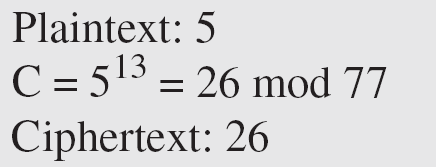 Plaintext: 5
C = 5^13 = 26 mod 77
Ciphertext: 26